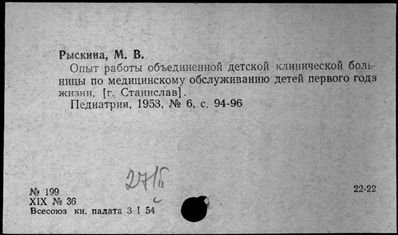 Рыскина, М. В.
Опыт работы объединенной детской клинической боль-
ницы по медицинскому обслуживанию детей первого года
жизни. [г. Станислав].
Педиатрия, 1953, № 6, с. 94-96
№ 199
XIX № 36
Всесоюз кн. палата 3 I 54
22-22